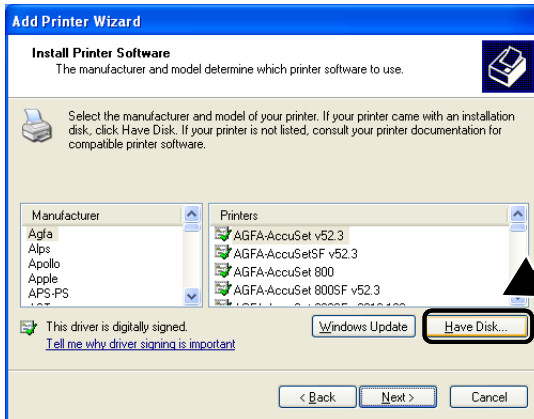 Add Printer Wizard
Install Printer Software
The manufacturer and model determine which printer software to use.
Select the manufacturer and model of your printer. If your printer came with an installation
disk, click Have Disk. If your printer is not listed, consult your printer documentation for
compatible printer software.
Manufacturer
Agfa
Alps
Apollo
Apple
APS-PS
Printers
AGFA-AccuSet v52.3
AGFA-AccuSetSF v52.3
AGFA-AccuSet 800
AGFA-AccuSet 800SF v52.3
This driver is digitally signed.
Tell me why driver signing is important
Windows Update
Have Disk...
< Back
Next >
Cancel